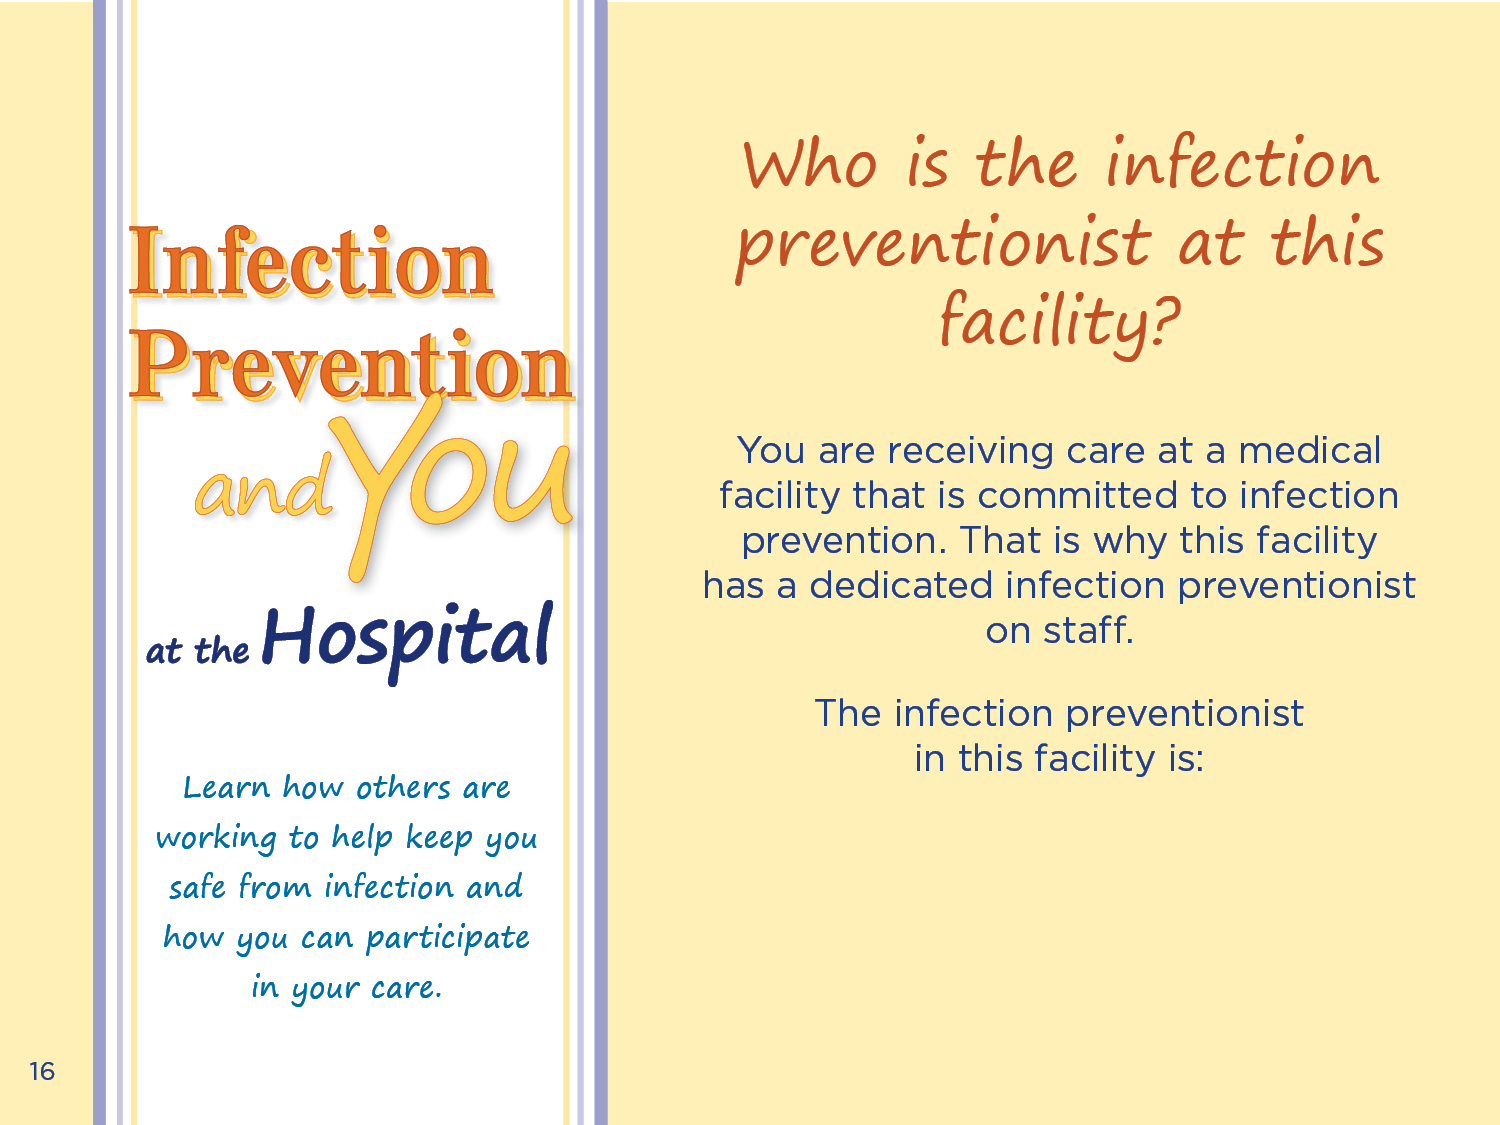 Infection
Prevention
and You
at the Hospital
Learn how others are
working to help keep you
safe from infection and
how you can participate
in your care.
16
Who is the infection
preventionist at this
facility?
You are receiving care at a medical
facility that is committed to infection
prevention. That is why this facility
has a dedicated infection preventionist
on staff.
The infection preventionist
in this facility is: